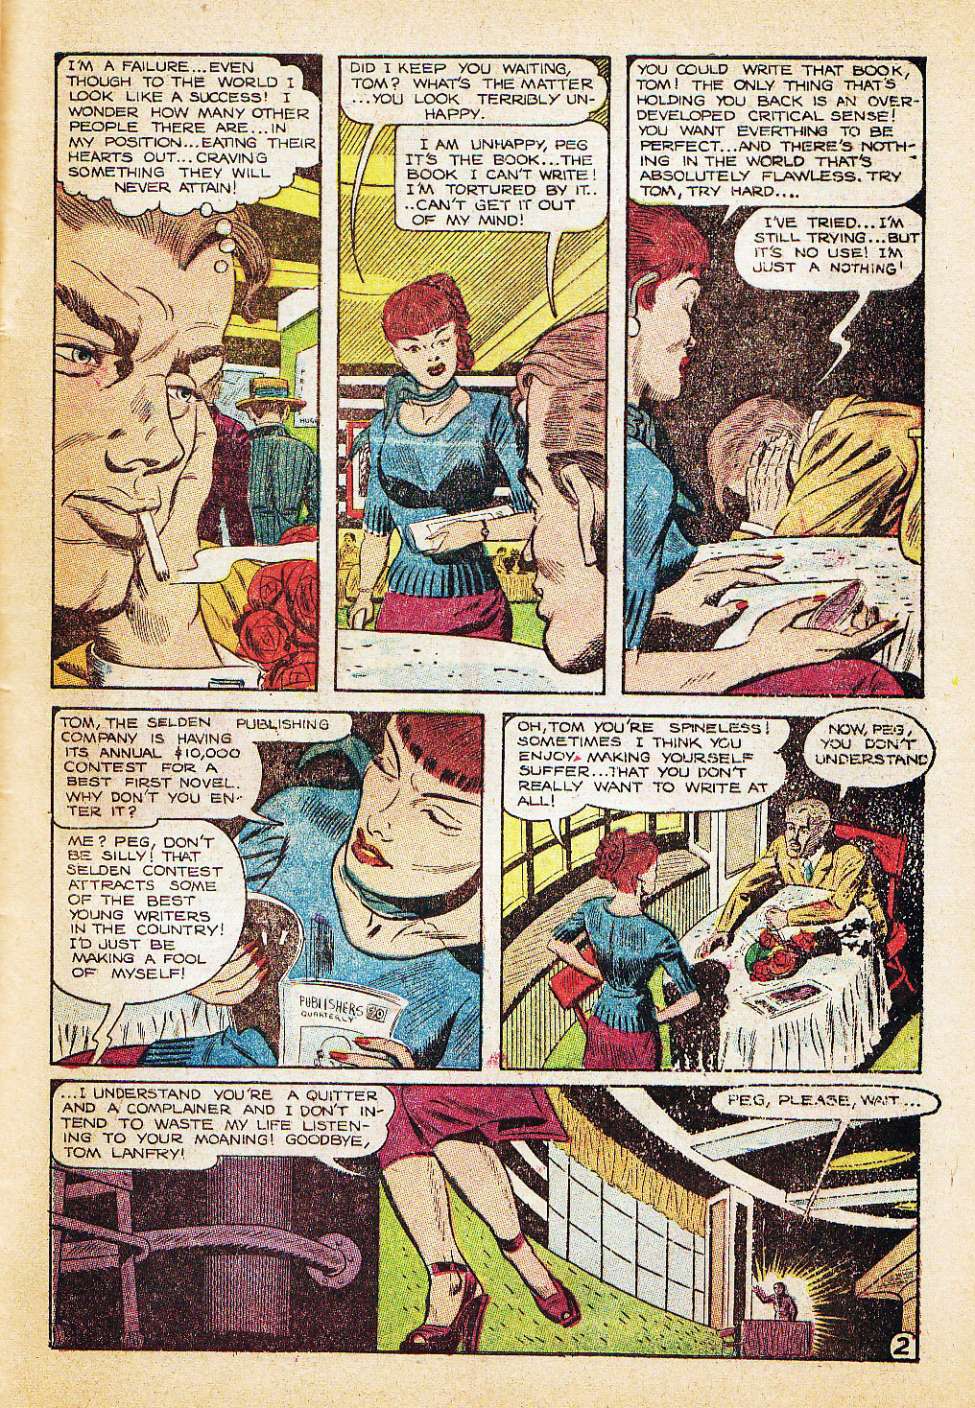 I'M A FAILURE...EVEN
THOUGH TO THE WORLD I
LOOK LIKE A SUCCESS! I
WONDER HOW MANY OTHER
PEOPLE THERE ARE...IN
MY POSITION...EATING THEIR
HEARTS OUT...CRAVING
SOMETHING THEY WILL
NEVER ATTAIN!
DID I KEEP YOU WAITING,
TOM? WHAT'S THE MATTER
...YOU LOOK TERRIBLY UN-
HAPPY.
I AM UNHAPPY, PEG
IT'S THE BOOK...THE
BOOK I CAN'T WRITE!
I'M TORTURED BY IT..
..CAN'T GET IT OUT
OF MY MIND!
YOU COULD WRITE THAT BOOK,
TOM! THE ONLY THING THAT'S
HOLDING YOU BACK IS AN OVER-
DEVELOPED CRITICAL SENSE!
YOU WANT EVERTHING TO BE
PERFECT...AND THERE'S NOTH-
ING IN THE WORLD THAT'S
ABSOLUTELY FLAWLESS. TRY
TOM, TRY HARD....
I'VE TRIED...I'M
STILL TRYING...BUT
IT'S NO USE! I'M
JUST A NOTHING!
TOM, THE SELDEN PUBLISHING
COMPANY IS HAVING
ITS ANNUAL $10,000
CONTEST FOR A
BEST FIRST NOVEL.
WHY DON'T YOU EN-
TER IT?
ME? PEG, DON'T
BE SILLY! THAT
SELDEN CONTEST
ATTRACTS SOME
OF THE BEST
YOUNG WRITERS
IN THE COUNTRY!
I'D JUST BE
MAKING A FOOL
OF MYSELF!
PUBLISHERS
QUARTERLY
OH, TOM YOU'RE SPINELESS!
SOMETIMES I THINK YOU
ENJOY MAKING YOURSELF
SUFFER...THAT YOU DON'T
REALLY WANT TO WRITE AT
ALL!
NOW, PEG,
YOU DON'T
UNDERSTAND
...I UNDERSTAND YOU'RE A QUITTER
AND A COMPLAINER AND I DON'T IN-
TEND TO WASTE MY LIFE LISTEN-
ING TO YOUR MOANING! GOODBYE,
TOM LANFRY!
PEG, PLEASE, WAIT...
2